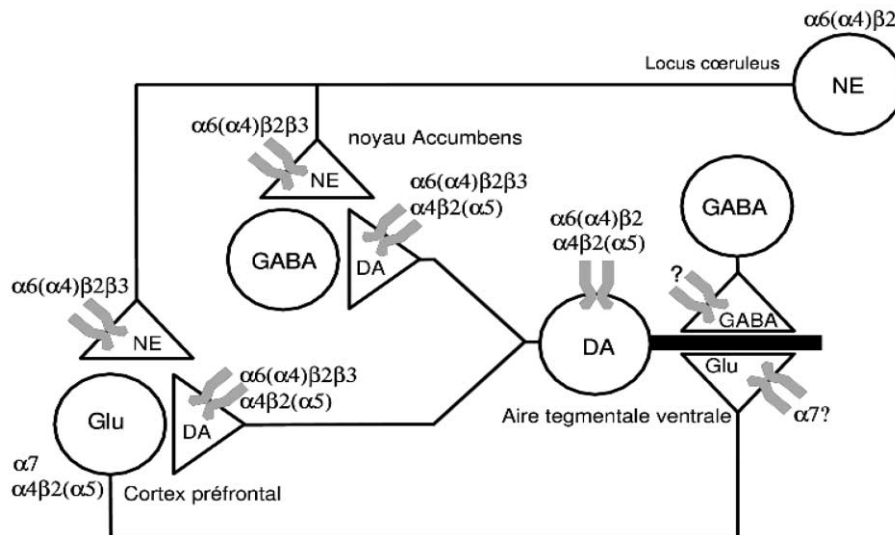 α6(α4)β2
Locus cœruleus
NE
α6(α4)β2β3
noyau Accumbens
NE
α6(α4)β2β3
α4β2(α5)
GABA
DA
α6(α4)β2
α4β2(α5)
DA
GABA
?
GABA
Glu
α7?
Aire tegmentale ventrale
α6(α4)β2β3
NE
α6(α4)β2β3
α4β2(α5)
Glu
DA
α7
α4β2(α5)
Cortex préfrontal